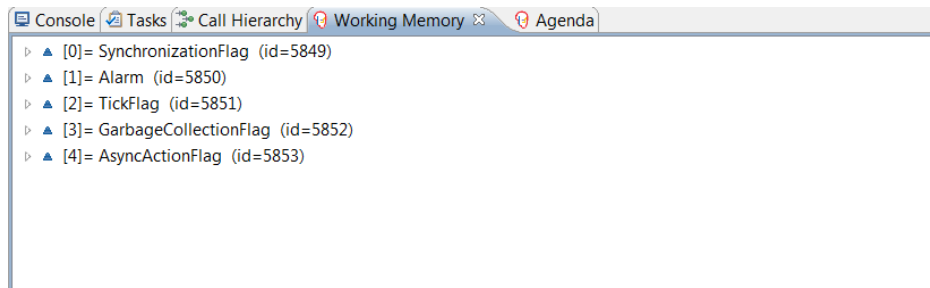 Console Tasks Call Hierarchy Working Memory Agenda
[0]= SynchronizationFlag (id=5849)
[1]= Alarm (id=5850)
[2]= TickFlag (id=5851)
[3]= GarbageCollectionFlag (id=5852)
[4]= AsyncActionFlag (id=5853)